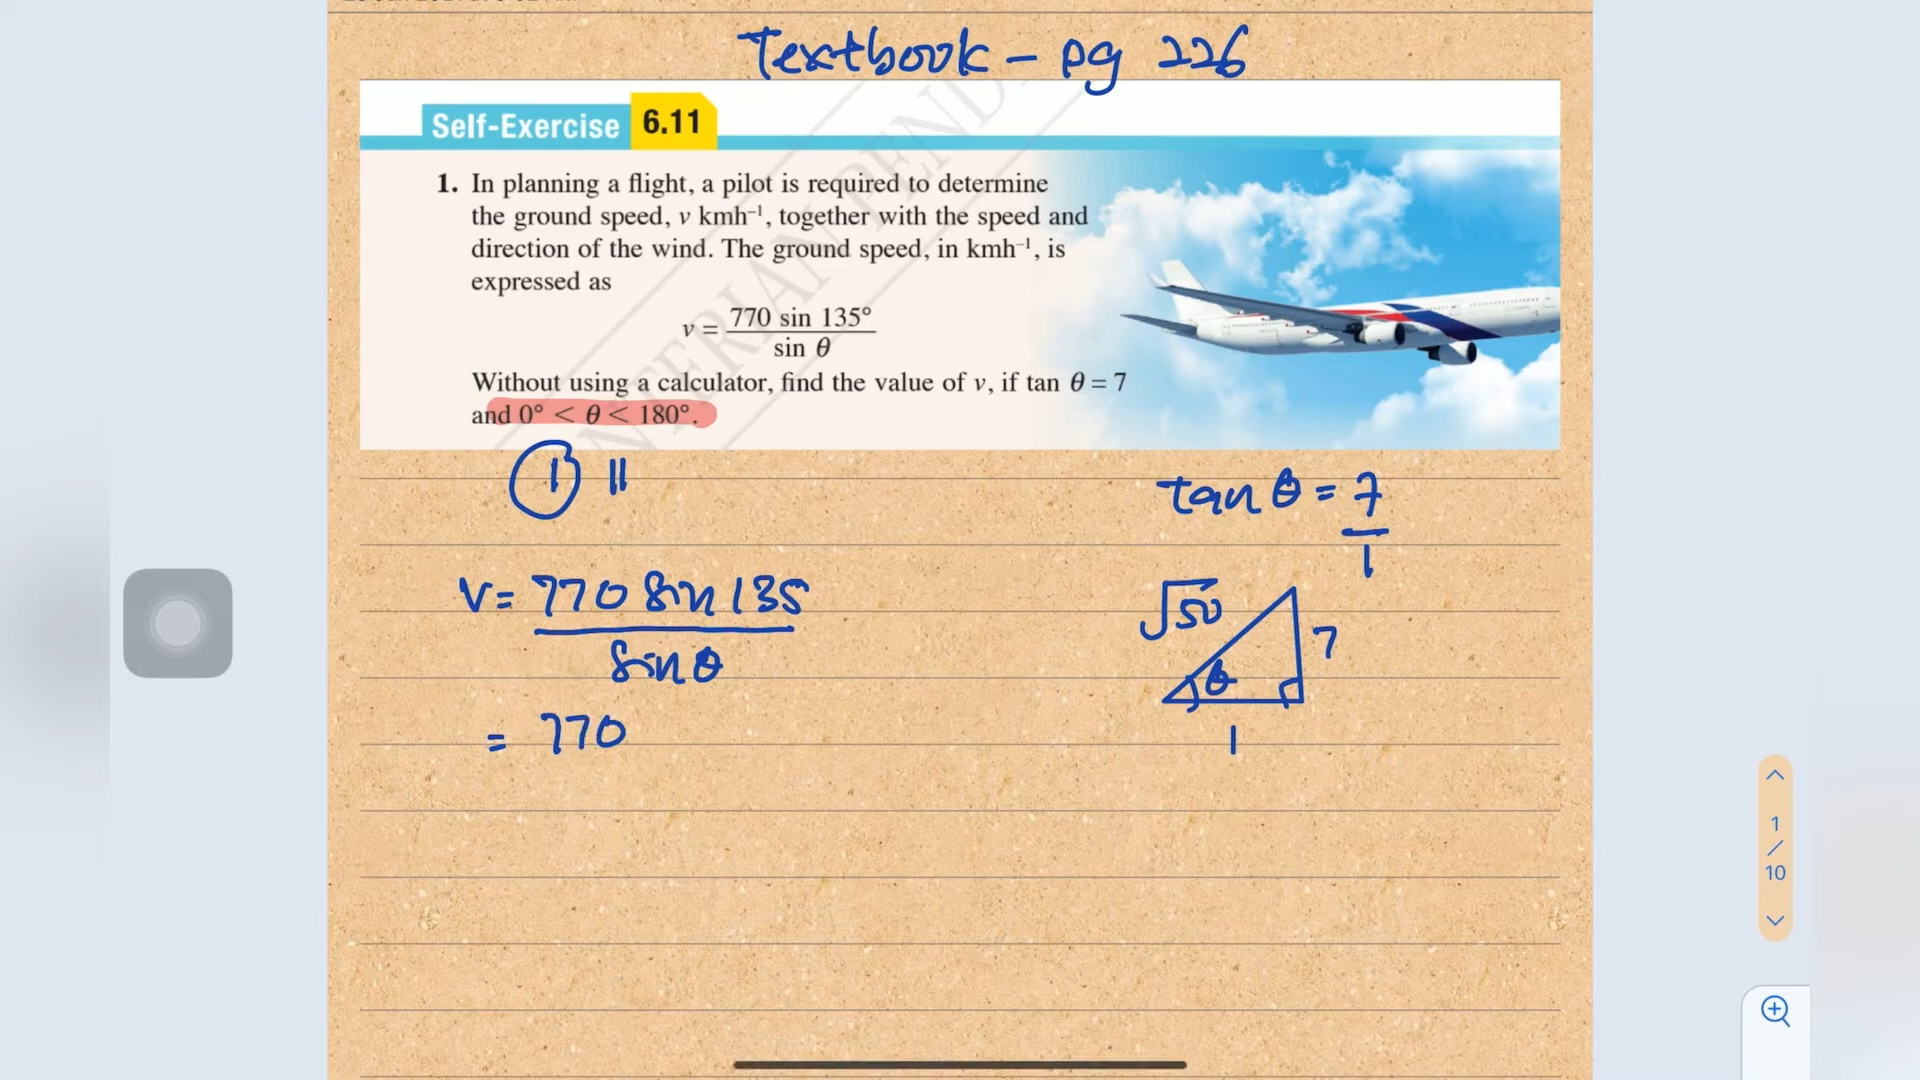 Textbook – pg 226
Self-Exercise 6.11
1. In planning a flight, a pilot is required to determine
the ground speed, v kmh⁻¹, together with the speed and
direction of the wind. The ground speed, in kmh⁻¹, is
expressed as
v = 770 sin 135° / sin θ
Without using a calculator, find the value of v, if tan θ = 7
and 0° < θ < 180°.
① 11
tan θ = 7/1
v = 770 sin 135 / sin θ
√50
7
θ
= 770
1
1
/
10